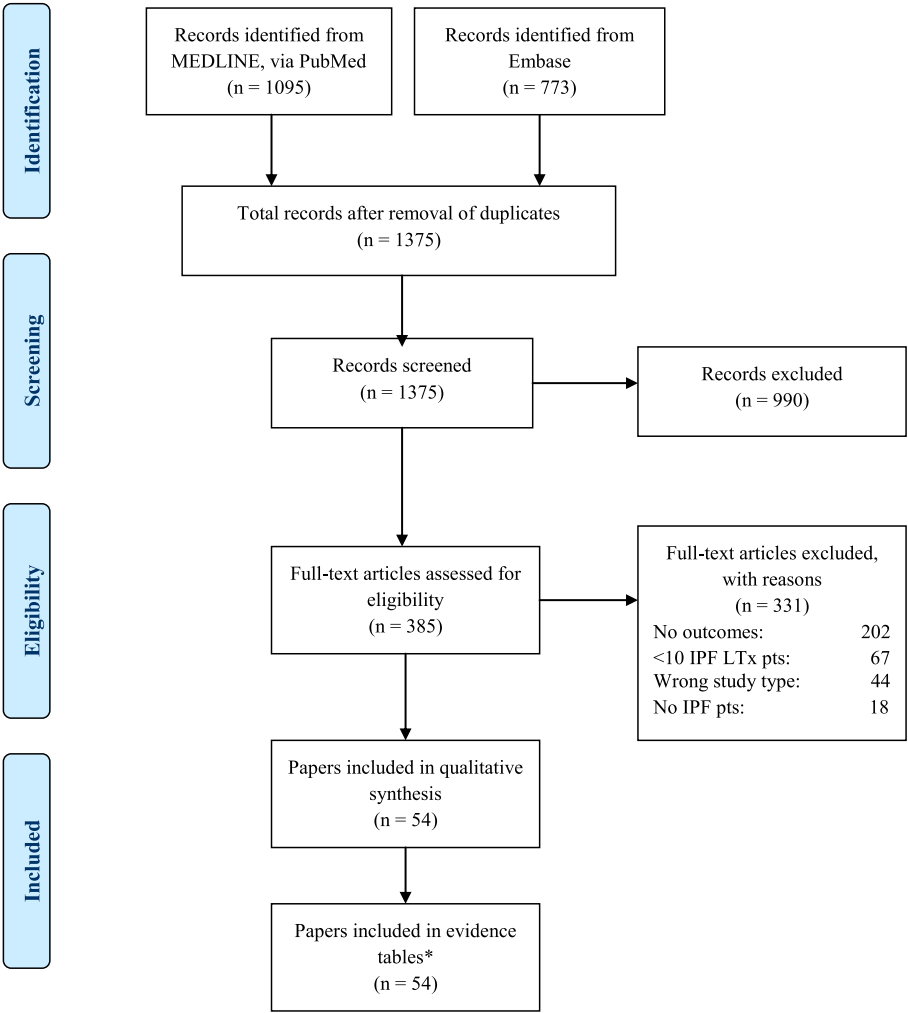 Identification
Records identified from
MEDLINE, via PubMed
(n = 1095)
Records identified from
Embase
(n = 773)
Total records after removal of duplicates
(n = 1375)
Screening
Records screened
(n = 1375)
Records excluded
(n = 990)
Eligibility
Full-text articles assessed for
eligibility
(n = 385)
Full-text articles excluded,
with reasons
(n = 331)
No outcomes: 202
<10 IPF LTx pts: 67
Wrong study type: 44
No IPF pts: 18
Included
Papers included in qualitative
synthesis
(n = 54)
Papers included in evidence
tables*
(n = 54)